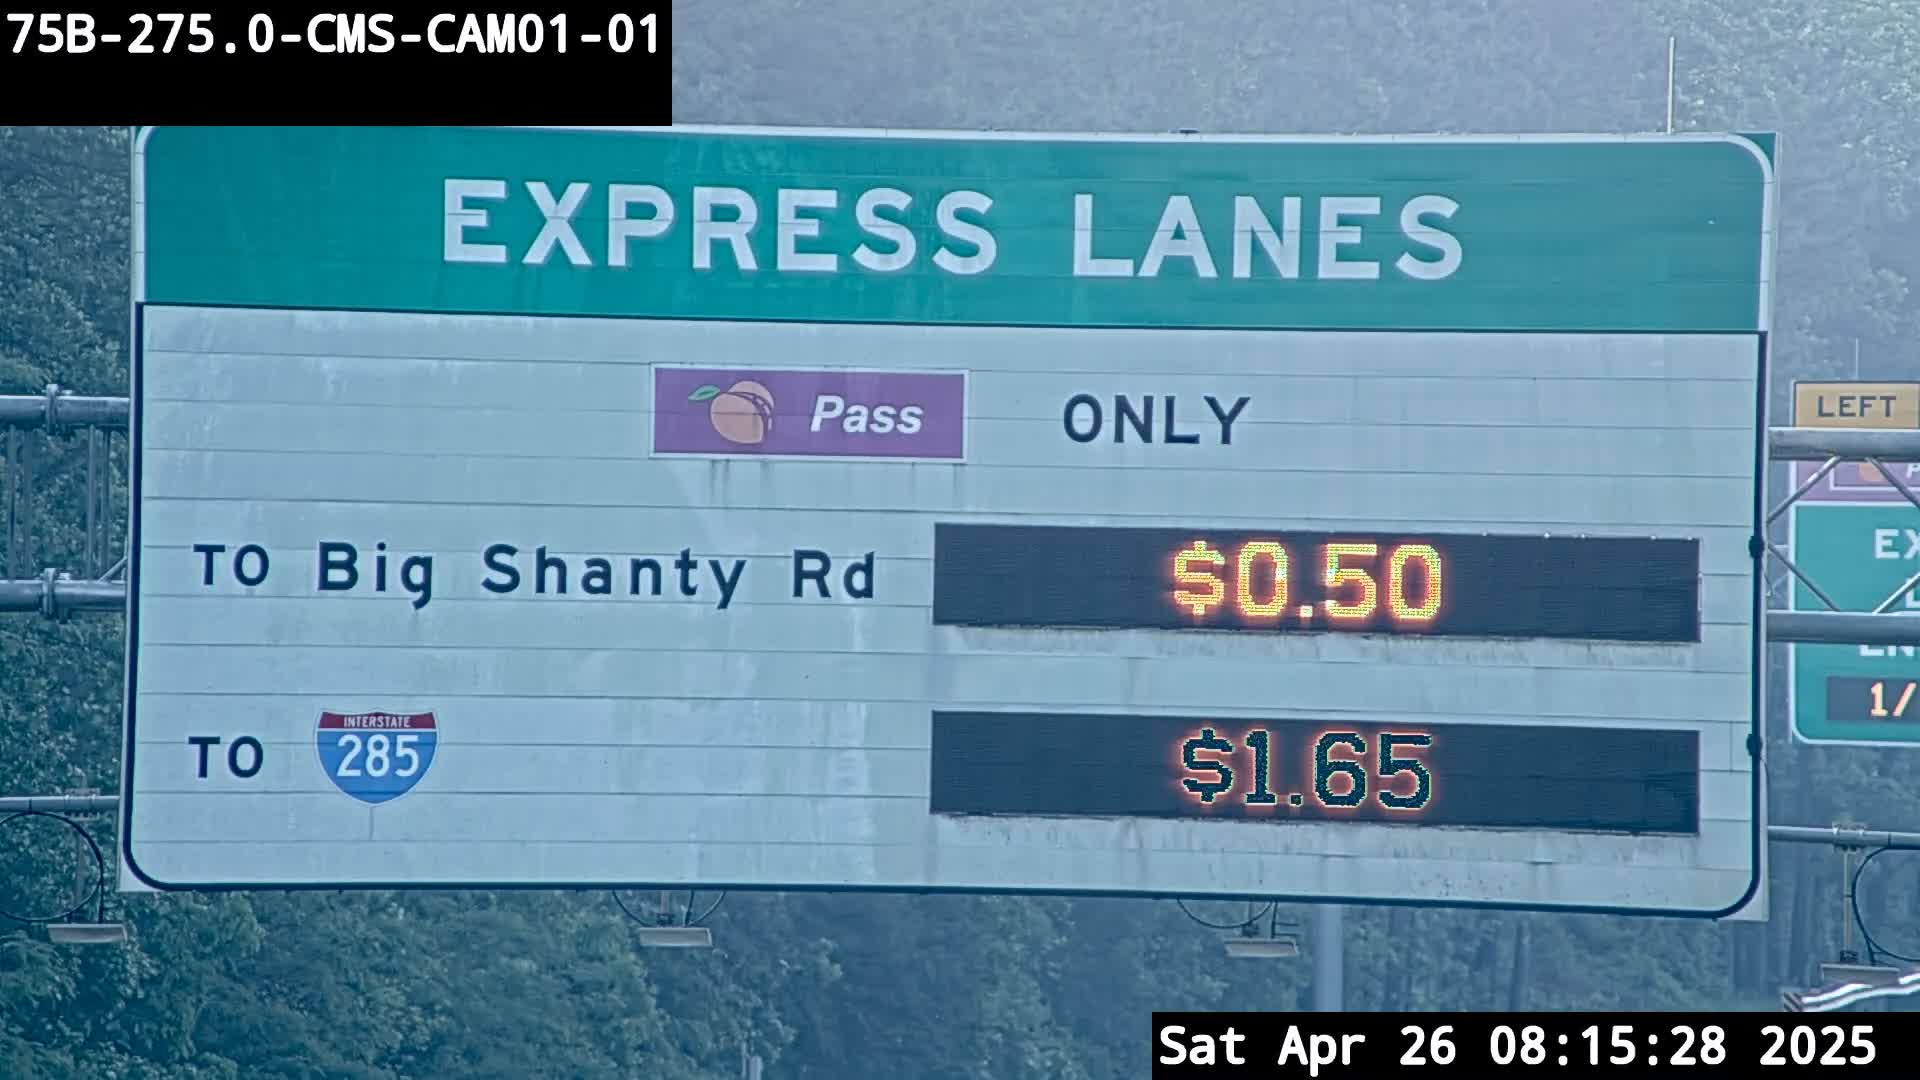 75B-275.0-CMS-CAM01-01
EXPRESS LANES
Pass ONLY
LEFT
TO Big Shanty Rd $0.50
TO INTERSTATE 285 $1.65
1/
Sat Apr 26 08:15:28 2025